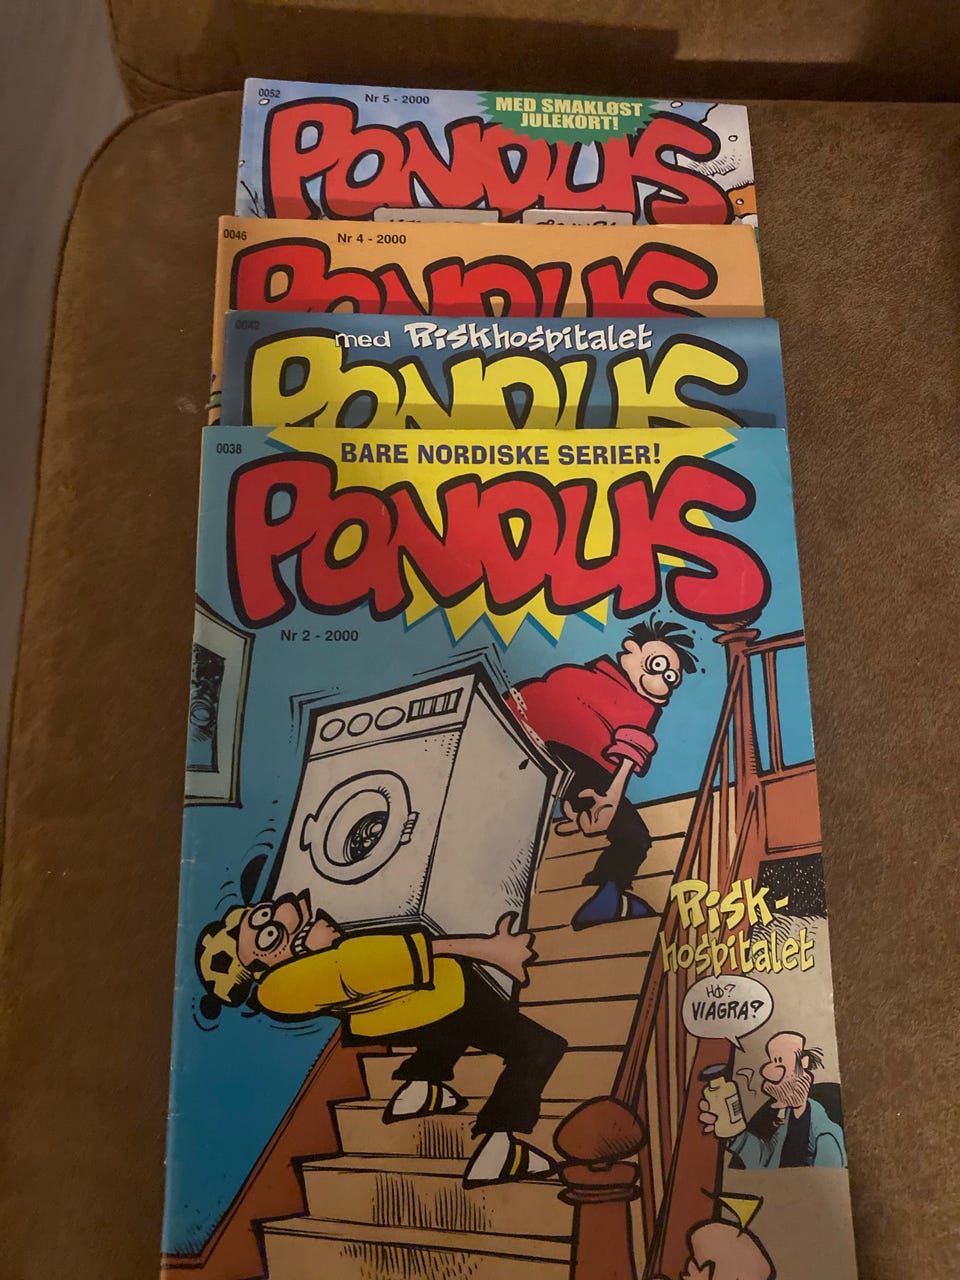 0052
Nr 5 - 2000
MED SMAKLØST
JULEKORT!
PONDUS
0046
Nr 4 - 2000
PONDUS
0042
med Riskhospitalet
PONDUS
0038
BARE NORDISKE SERIER!
PONDUS
Nr 2 - 2000
Risk-
hospitalet
HØ?
VIAGRA?